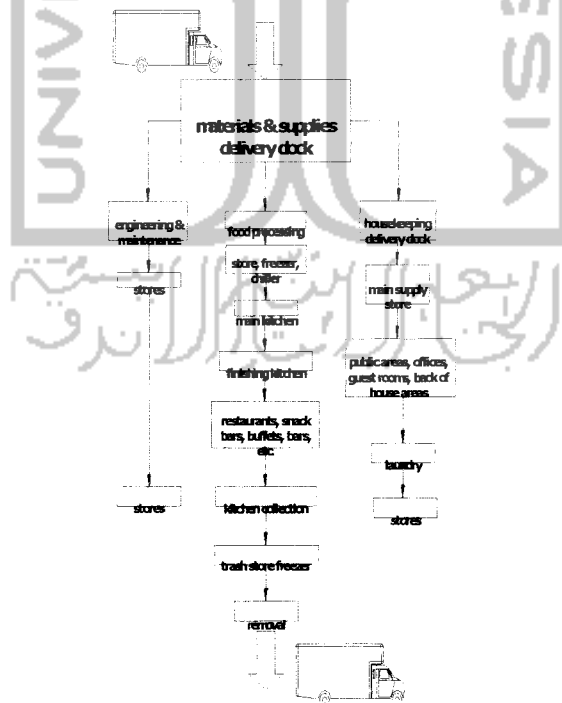 materials & supplies
delivery dock
engineering &
maintenance
stores
stores
food processing
store, freezer,
chiller
main kitchen
finishing kitchen
restaurants, snack
bars, buffets, bars,
etc
kitchen collection
trash store freezer
removal
housekeeping
delivery dock
main supply
store
public areas, offices,
guest rooms, back of
house areas
laundry
stores